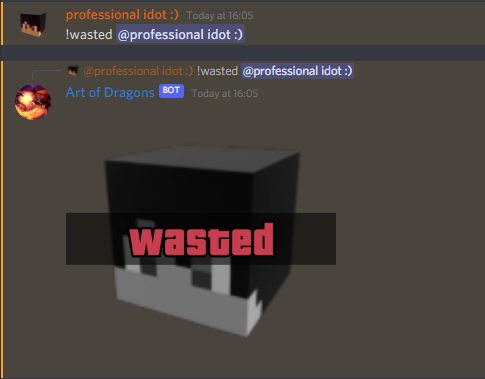 professional idot :) Today at 16:05
!wasted @professional idot :)
@professional idot :) !wasted @professional idot :)
Art of Dragons BOT Today at 16:05
wasted